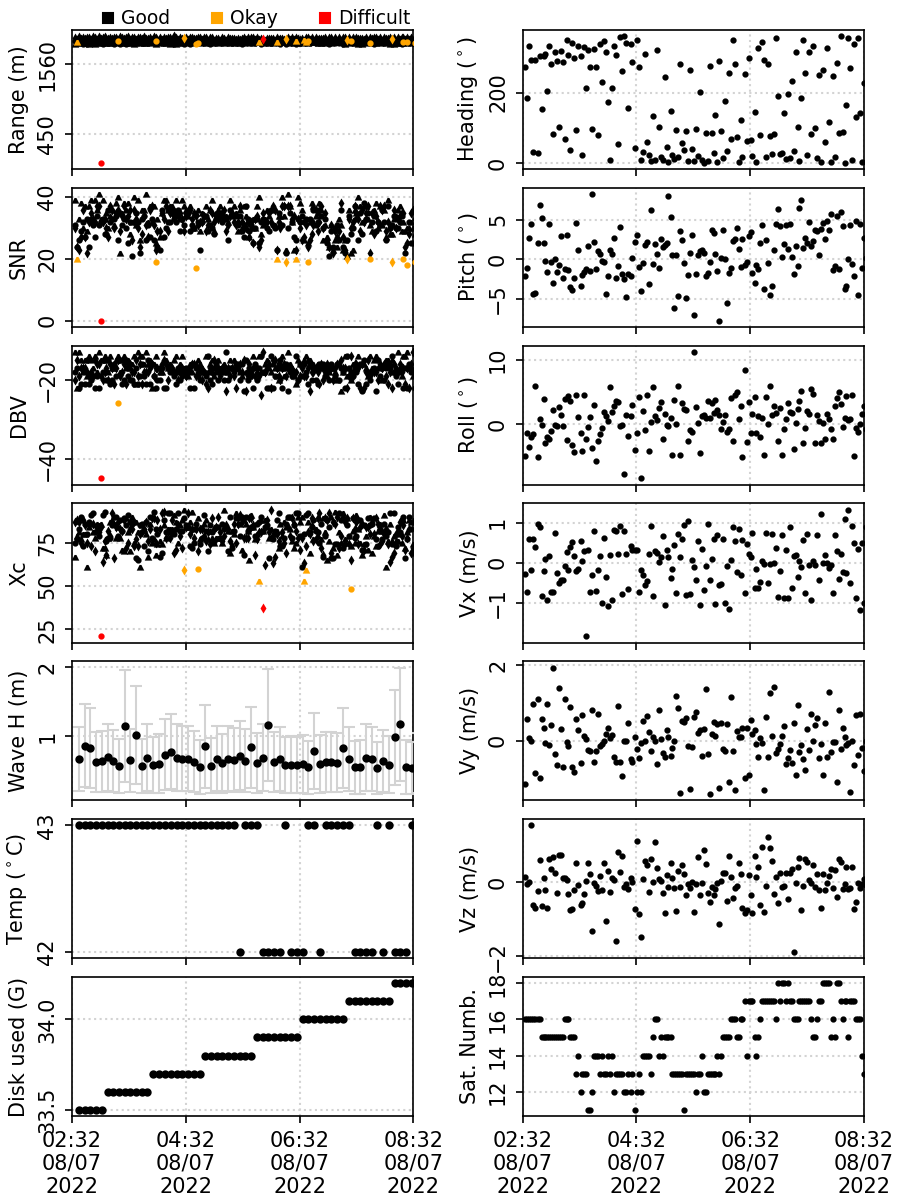 Good Okay Difficult
Range (m)
1560
450
Heading (°)
200
0
SNR
40
20
0
Pitch (°)
5
0
−5
DBV
−20
−40
Roll (°)
10
0
Xc
75
50
25
Vx (m/s)
1
0
−1
Wave H (m)
2
1
Vy (m/s)
2
0
Temp (°C)
43
42
Vz (m/s)
0
−2
Disk used (G)
34.0
33.5
Sat. Numb.
18
16
14
12
02:32 04:32 06:32 08:32 02:32 04:32 06:32 08:32
08/07 08/07 08/07 08/07 08/07 08/07 08/07 08/07
2022 2022 2022 2022 2022 2022 2022 2022